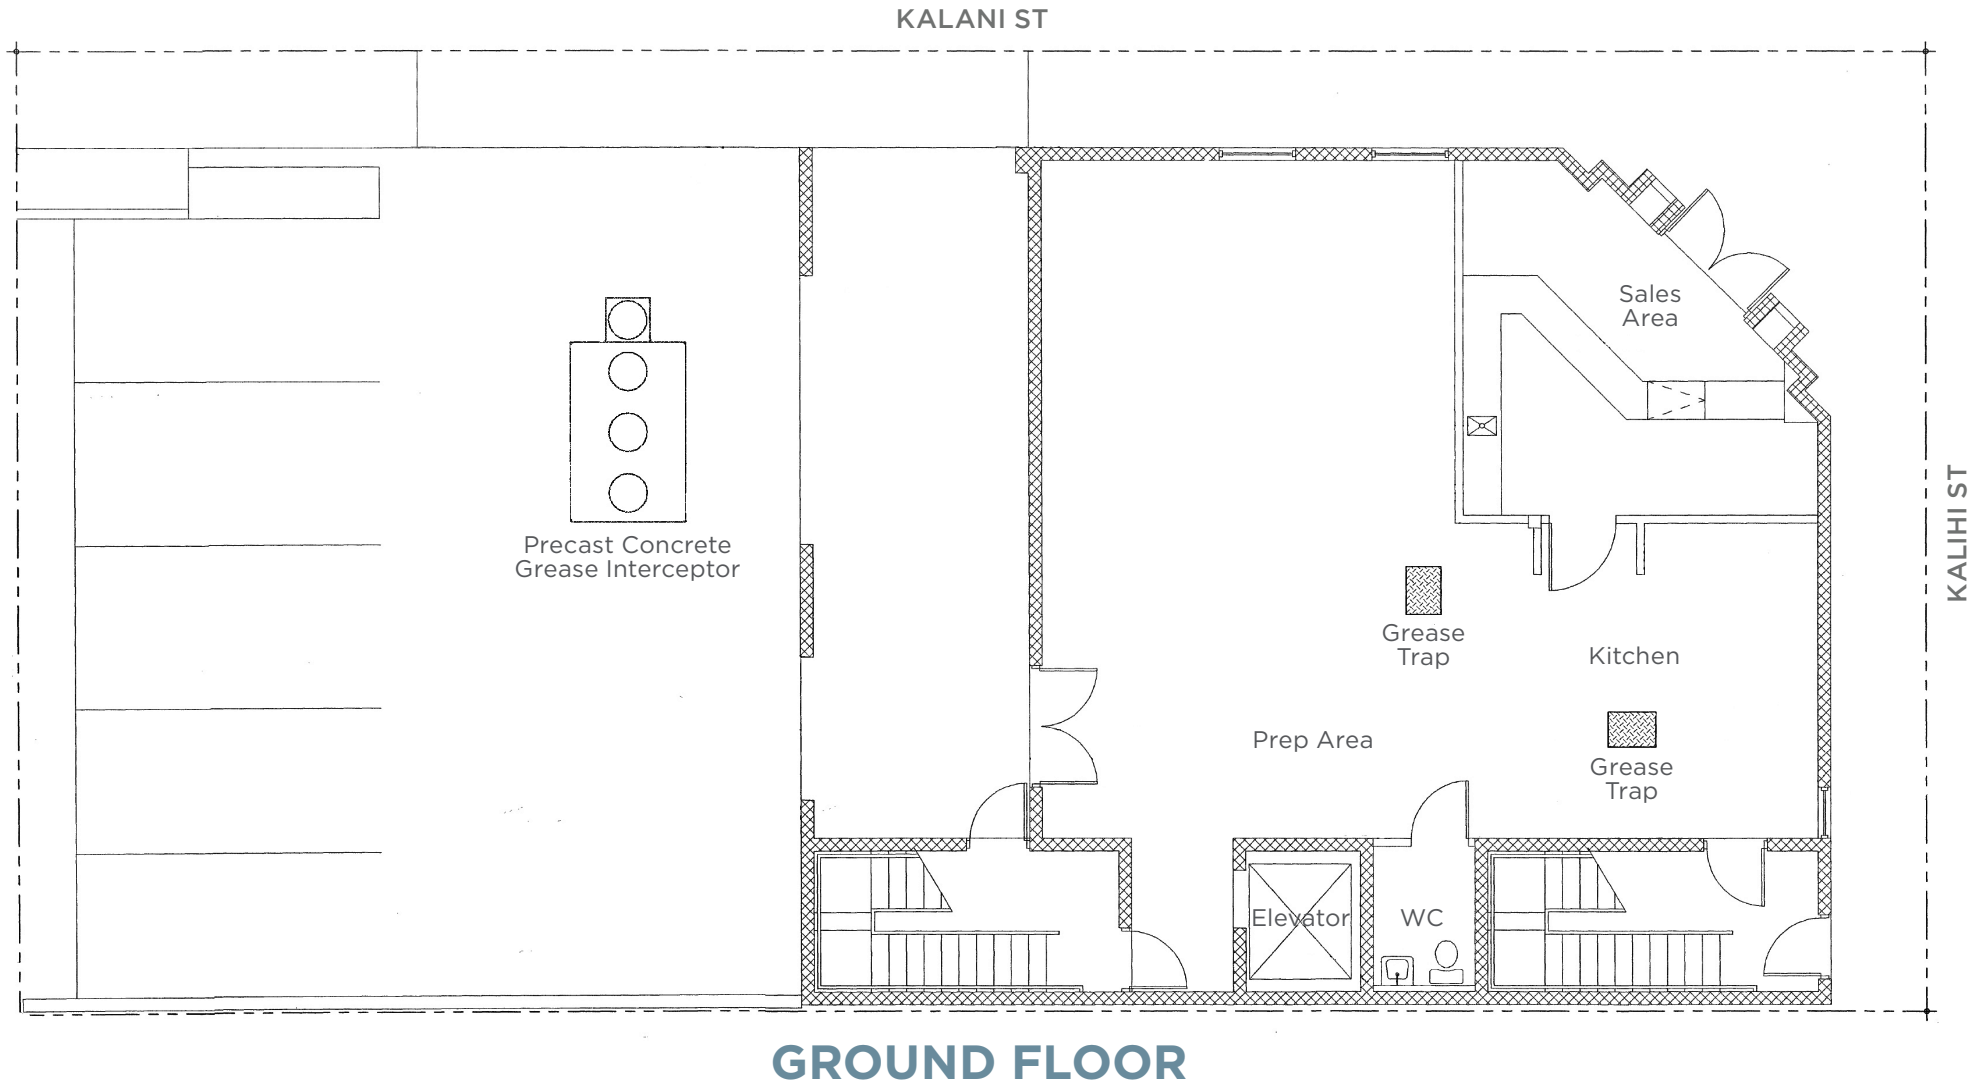 KALANI ST
Sales
Area
KALIHI ST
Precast Concrete
Grease Interceptor
Grease
Trap
Kitchen
Prep Area
Grease
Trap
Elevator
WC
GROUND FLOOR